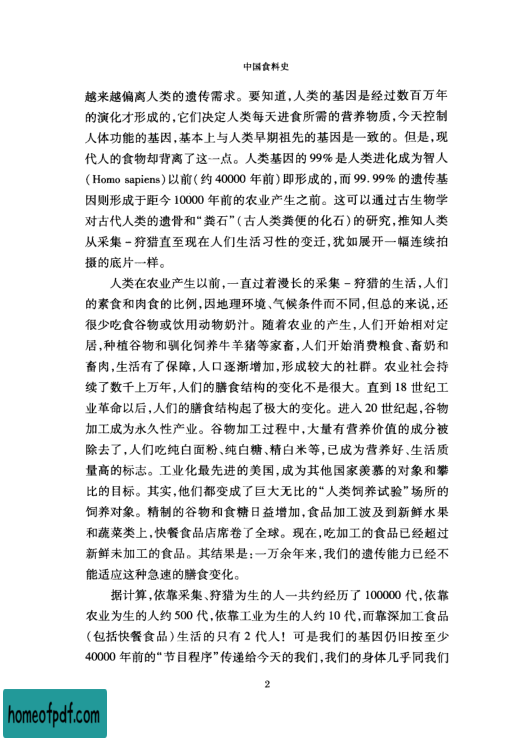 中国食料史
越来越偏离人类的遗传需求。要知道,人类的基因是经过数百万年
的演化才形成的,它们决定人类每天进食所需的营养物质,今天控制
人体功能的基因,基本上与人类早期祖先的基因是一致的。但是,现
代人的食物却背离了这一点。人类基因的99%是人类进化成为智人
(Homo sapiens)以前(约40000年前)即形成的,而99.99%的遗传基
因则形成于距今10000年前的农业产生之前。这可以通过古生物学
对古代人类的遗骨和“粪石”(古人类粪便的化石)的研究,推知人类
从采集－狩猎直至现在人们生活习性的变迁,犹如展开一幅连续拍
摄的底片一样。
人类在农业产生以前,一直过着漫长的采集－狩猎的生活,人们
的素食和肉食的比例,因地理环境、气候条件而不同,但总的来说,还
很少吃食谷物或饮用动物奶汁。随着农业的产生,人们开始相对定
居,种植谷物和驯化饲养牛羊猪等家畜,人们开始消费粮食、畜奶和
畜肉,生活有了保障,人口逐渐增加,形成较大的社群。农业社会持
续了数千上万年,人们的膳食结构的变化不是很大。直到18世纪工
业革命以后,人们的膳食结构起了极大的变化。进入20世纪起,谷物
加工成为永久性产业。谷物加工过程中,大量有营养价值的成分被
除去了,人们吃纯白面粉、纯白糖、精白米等,已成为营养好、生活质
量高的标志。工业化最先进的美国,成为其他国家羡慕的对象和攀
比的目标。其实,他们都变成了巨大无比的“人类饲养试验”场所的
饲养对象。精制的谷物和食糖日益增加,食品加工波及到新鲜水果
和蔬菜类上,快餐食品店席卷了全球。现在,吃加工的食品已经超过
新鲜未加工的食品。其结果是:一万余年来,我们的遗传能力已经不
能适应这种急速的膳食变化。
据计算,依靠采集、狩猎为生的人一共约经历了100000代,依靠
农业为生的人约500代,依靠工业为生的人约10代,而靠深加工食品
(包括快餐食品)生活的只有2代人！可是我们的基因仍旧按至少
40000年前的“节目程序”传递给今天的我们,我们的身体几乎同我们
2
homeofpdf.com